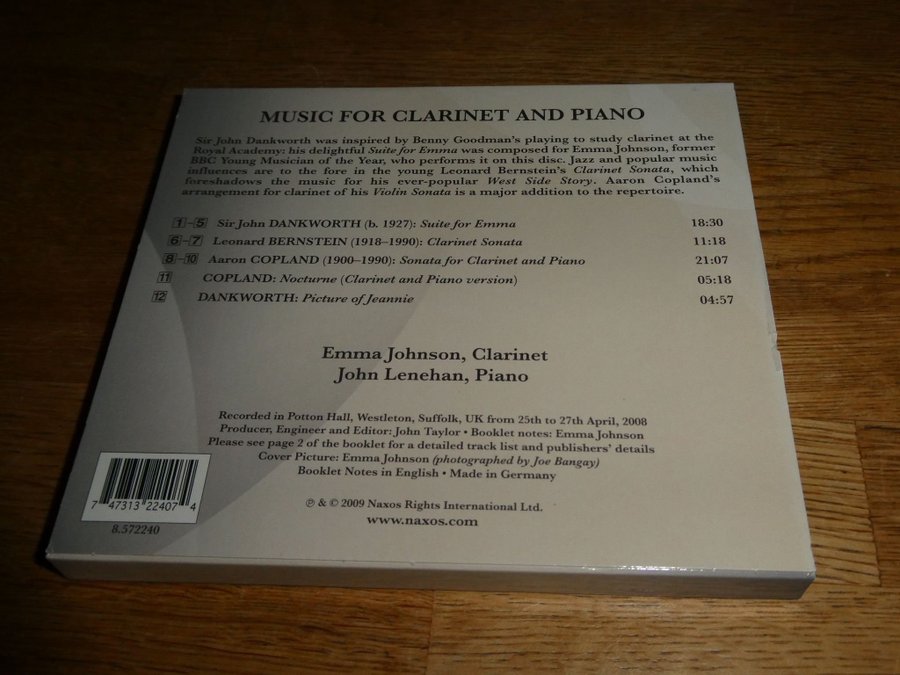 MUSIC FOR CLARINET AND PIANO
Sir John Dankworth was inspired by Benny Goodman's playing to study clarinet at the
Royal Academy: his delightful Suite for Emma was composed for Emma Johnson, former
BBC Young Musician of the Year, who performs it on this disc. Jazz and popular music
influences are to the fore in the young Leonard Bernstein's Clarinet Sonata, which
foreshadows the music for his ever-popular West Side Story. Aaron Copland's
arrangement for clarinet of his Violin Sonata is a major addition to the repertoire.
1-5 Sir John DANKWORTH (b. 1927): Suite for Emma 18:30
6-7 Leonard BERNSTEIN (1918-1990): Clarinet Sonata 11:18
8-10 Aaron COPLAND (1900-1990): Sonata for Clarinet and Piano 21:07
11 COPLAND: Nocturne (Clarinet and Piano version) 05:18
12 DANKWORTH: Picture of Jeannie 04:57
Emma Johnson, Clarinet
John Lenehan, Piano
Recorded in Potton Hall, Westleton, Suffolk, UK from 25th to 27th April, 2008
Producer, Engineer and Editor: John Taylor • Booklet notes: Emma Johnson
Please see page 2 of the booklet for a detailed track list and publishers' details
Cover Picture: Emma Johnson (photographed by Joe Bangay)
Booklet Notes in English • Made in Germany
℗ & © 2009 Naxos Rights International Ltd.
www.naxos.com
7 47313 22407 4
8.572240